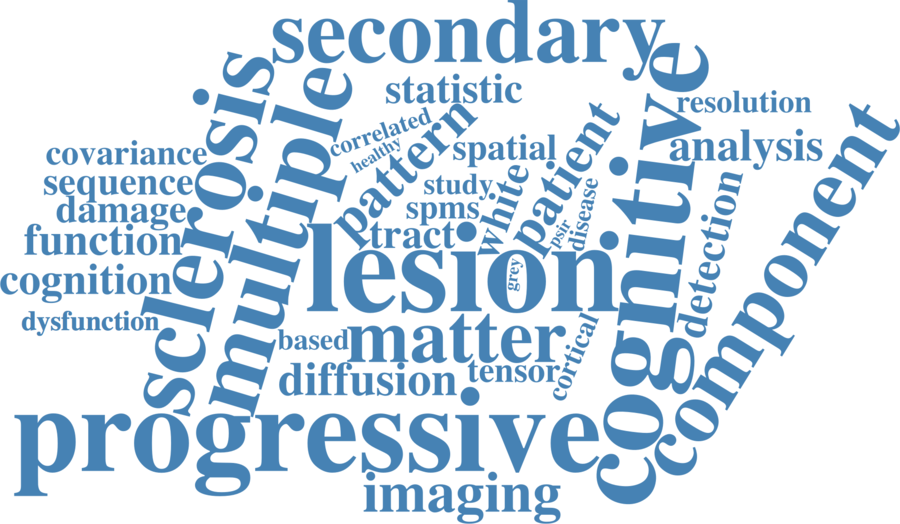 secondary
sclerosis
multiple
statistic
correlated
healthy
pattern
spatial
patient
cognitive
resolution
analysis
component
covariance
sequence
damage
function
cognition
dysfunction
study
spms
tract
white
psir
disease
detection
lesion
grey
based
matter
cortical
diffusion
tensor
progressive
imaging